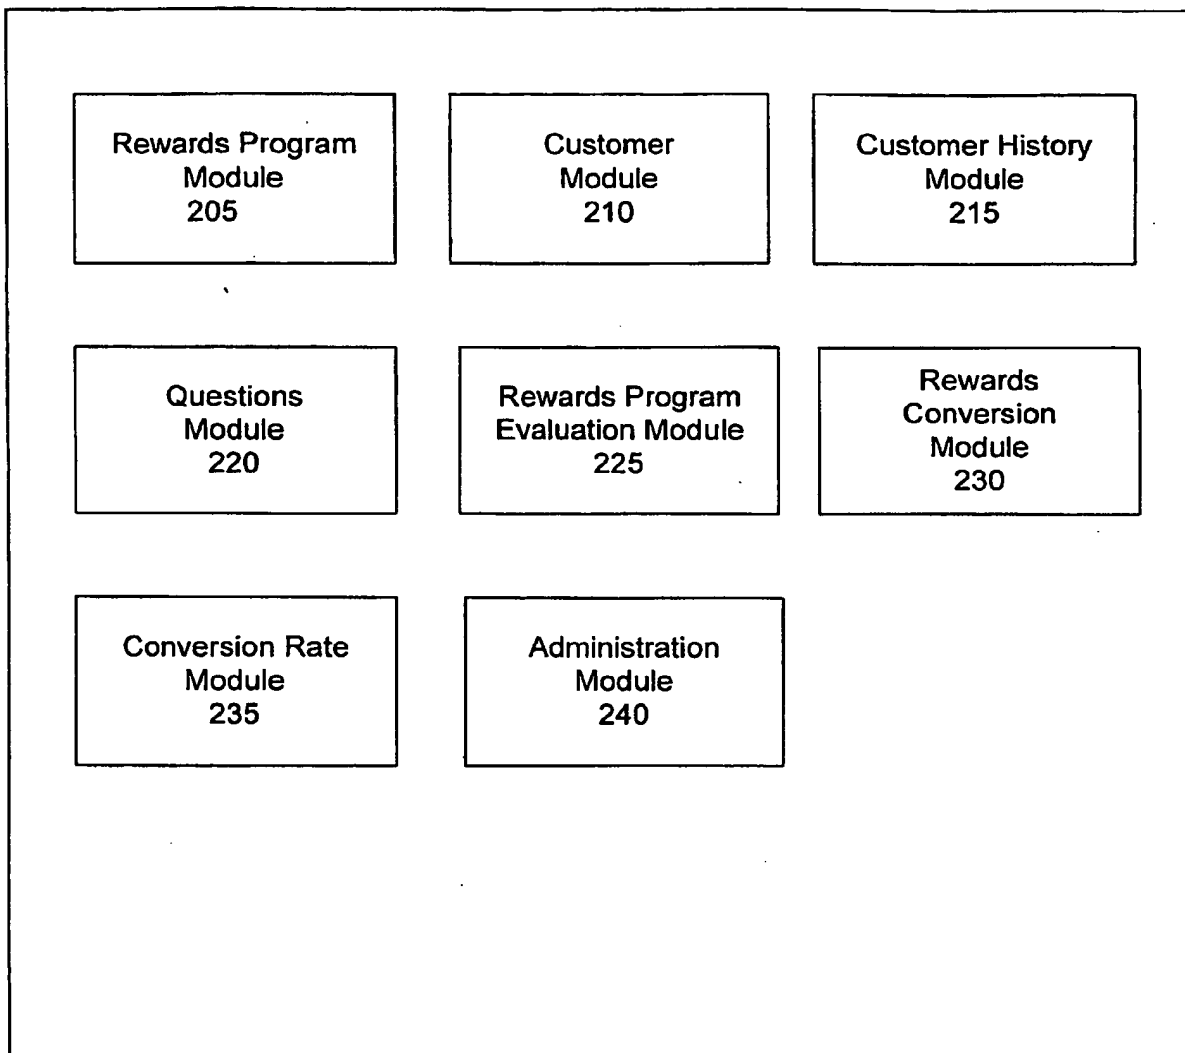 Rewards Program
Module
205
Customer
Module
210
Customer History
Module
215
Questions
Module
220
Rewards Program
Evaluation Module
225
Rewards
Conversion
Module
230
Conversion Rate
Module
235
Administration
Module
240